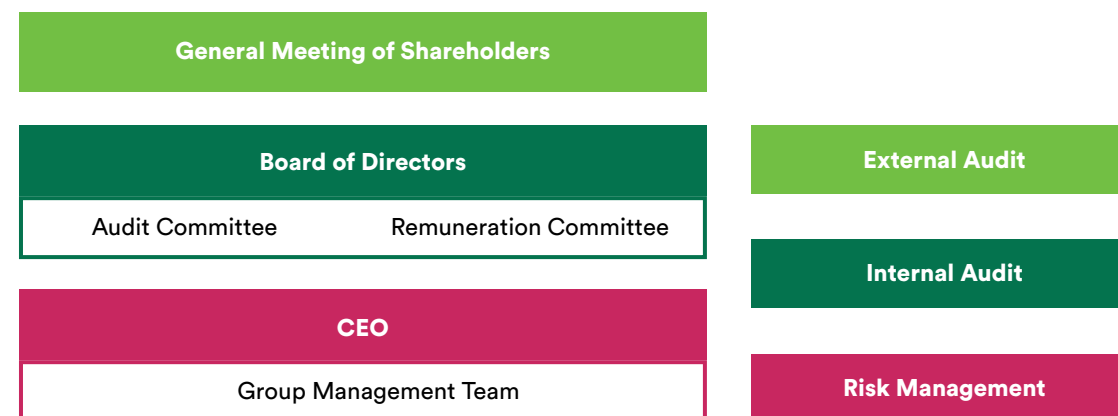 General Meeting of Shareholders
Board of Directors
Audit Committee
Remuneration Committee
CEO
Group Management Team
External Audit
Internal Audit
Risk Management